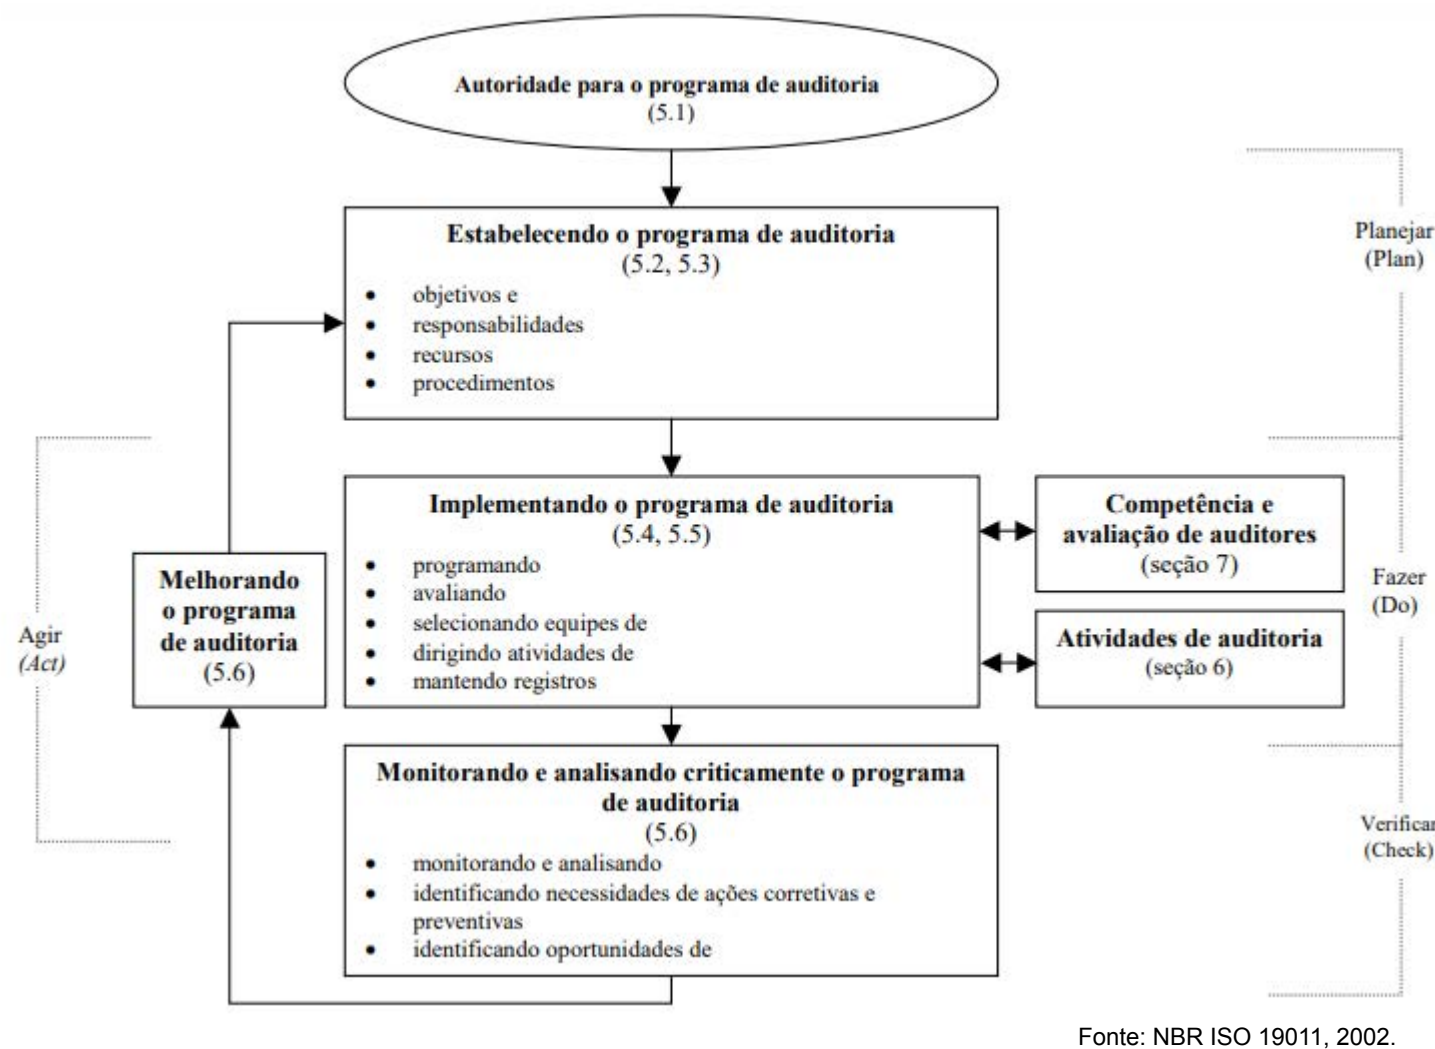 Autoridade para o programa de auditoria
(5.1)
Planejar
(Plan)
Estabelecendo o programa de auditoria
(5.2, 5.3)
• objetivos e
• responsabilidades
• recursos
• procedimentos
Implementando o programa de auditoria
(5.4, 5.5)
• programando
• avaliando
• selecionando equipes de
• dirigindo atividades de
• mantendo registros
Competência e
avaliação de auditores
(seção 7)
Atividades de auditoria
(seção 6)
Fazer
(Do)
Melhorando
o programa
de auditoria
(5.6)
Agir
(Act)
Monitorando e analisando criticamente o programa
de auditoria
(5.6)
• monitorando e analisando
• identificando necessidades de ações corretivas e
preventivas
• identificando oportunidades de
Verificar
(Check)
Fonte: NBR ISO 19011, 2002.